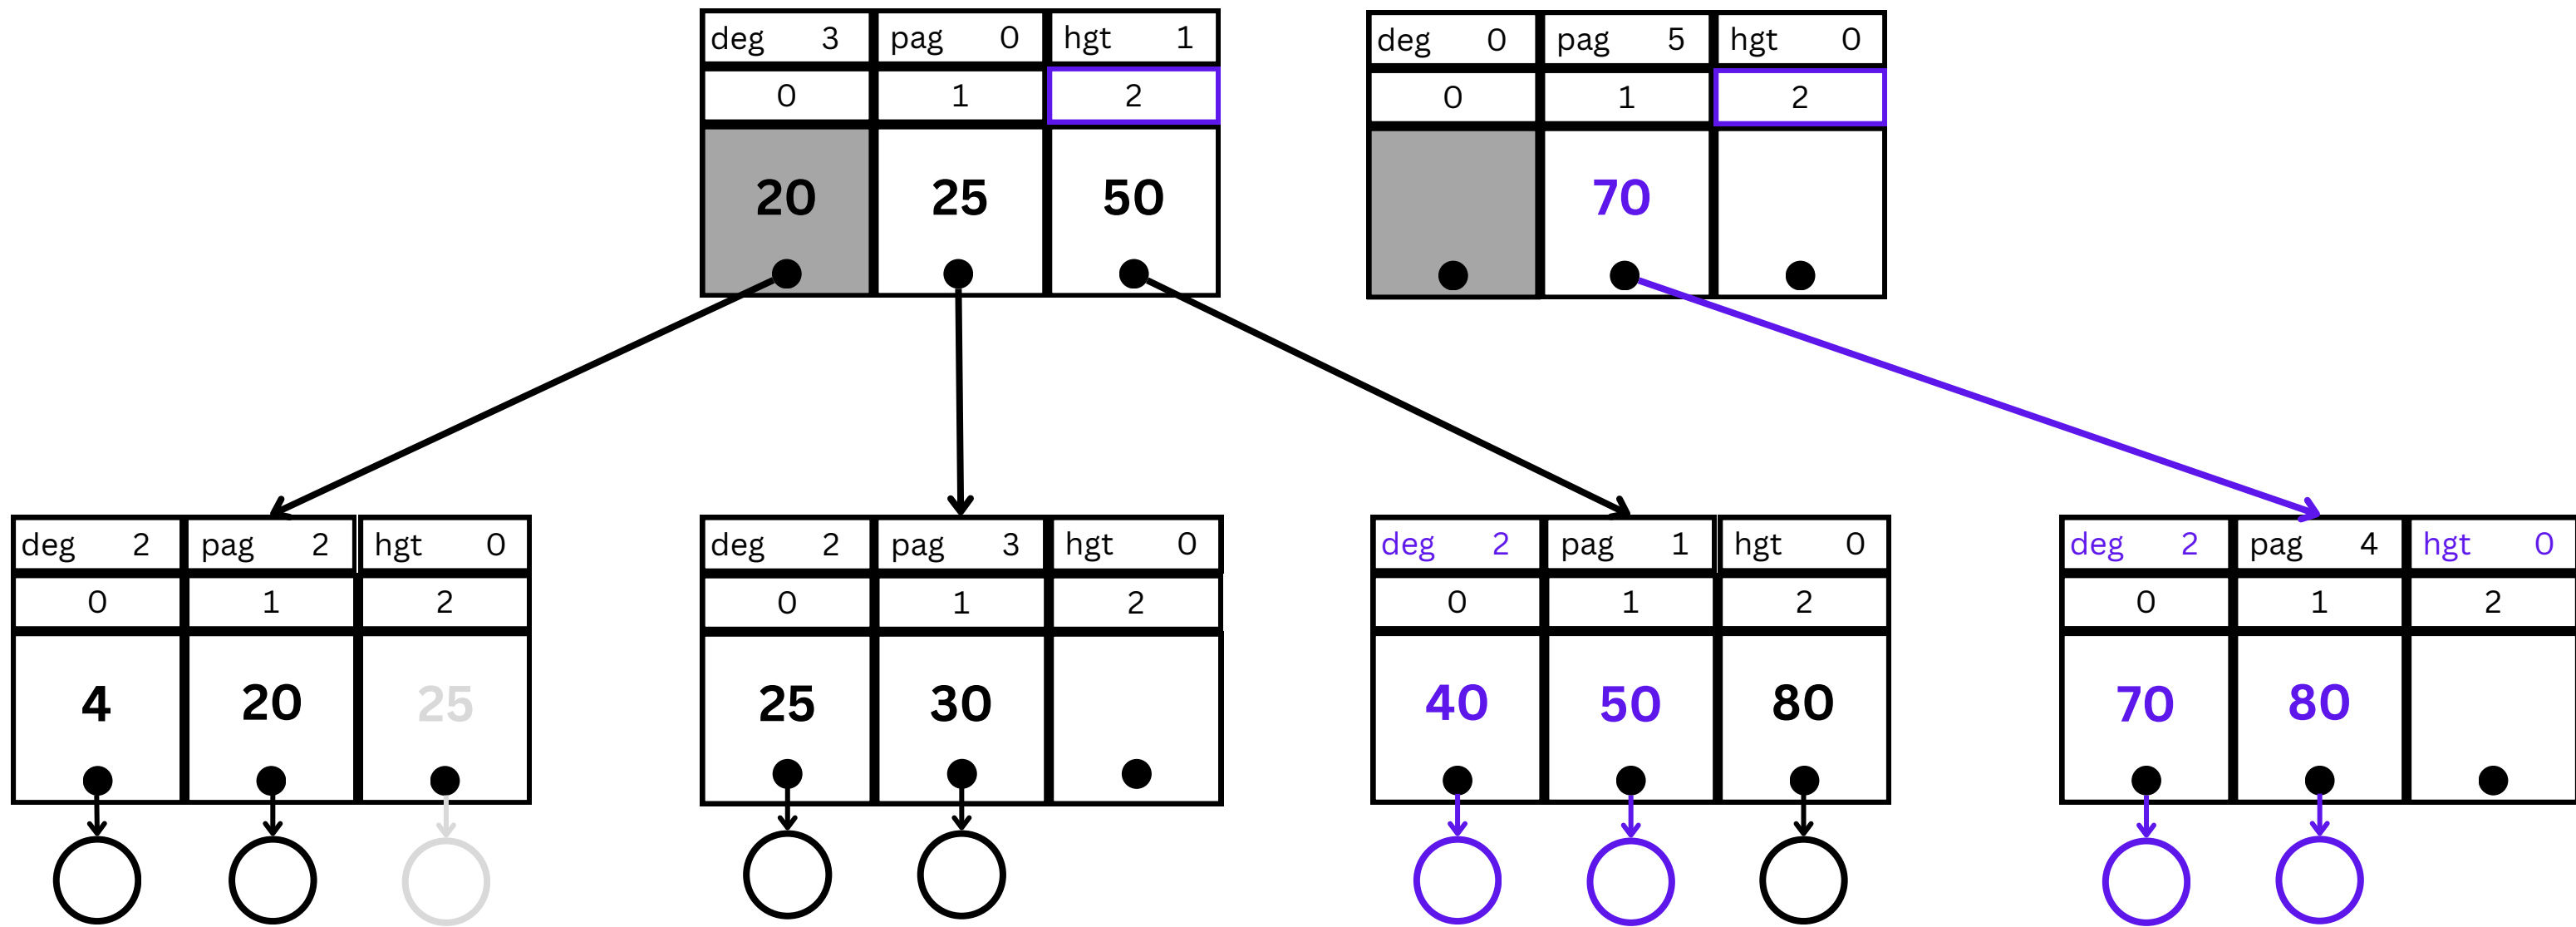 deg 3 pag 0 hgt 1
0 1 2
20 25 50
deg 0 pag 5 hgt 0
0 1 2
70
deg 2 pag 2 hgt 0
0 1 2
4 20 25
deg 2 pag 3 hgt 0
0 1 2
25 30
deg 2 pag 1 hgt 0
0 1 2
40 50 80
deg 2 pag 4 hgt 0
0 1 2
70 80